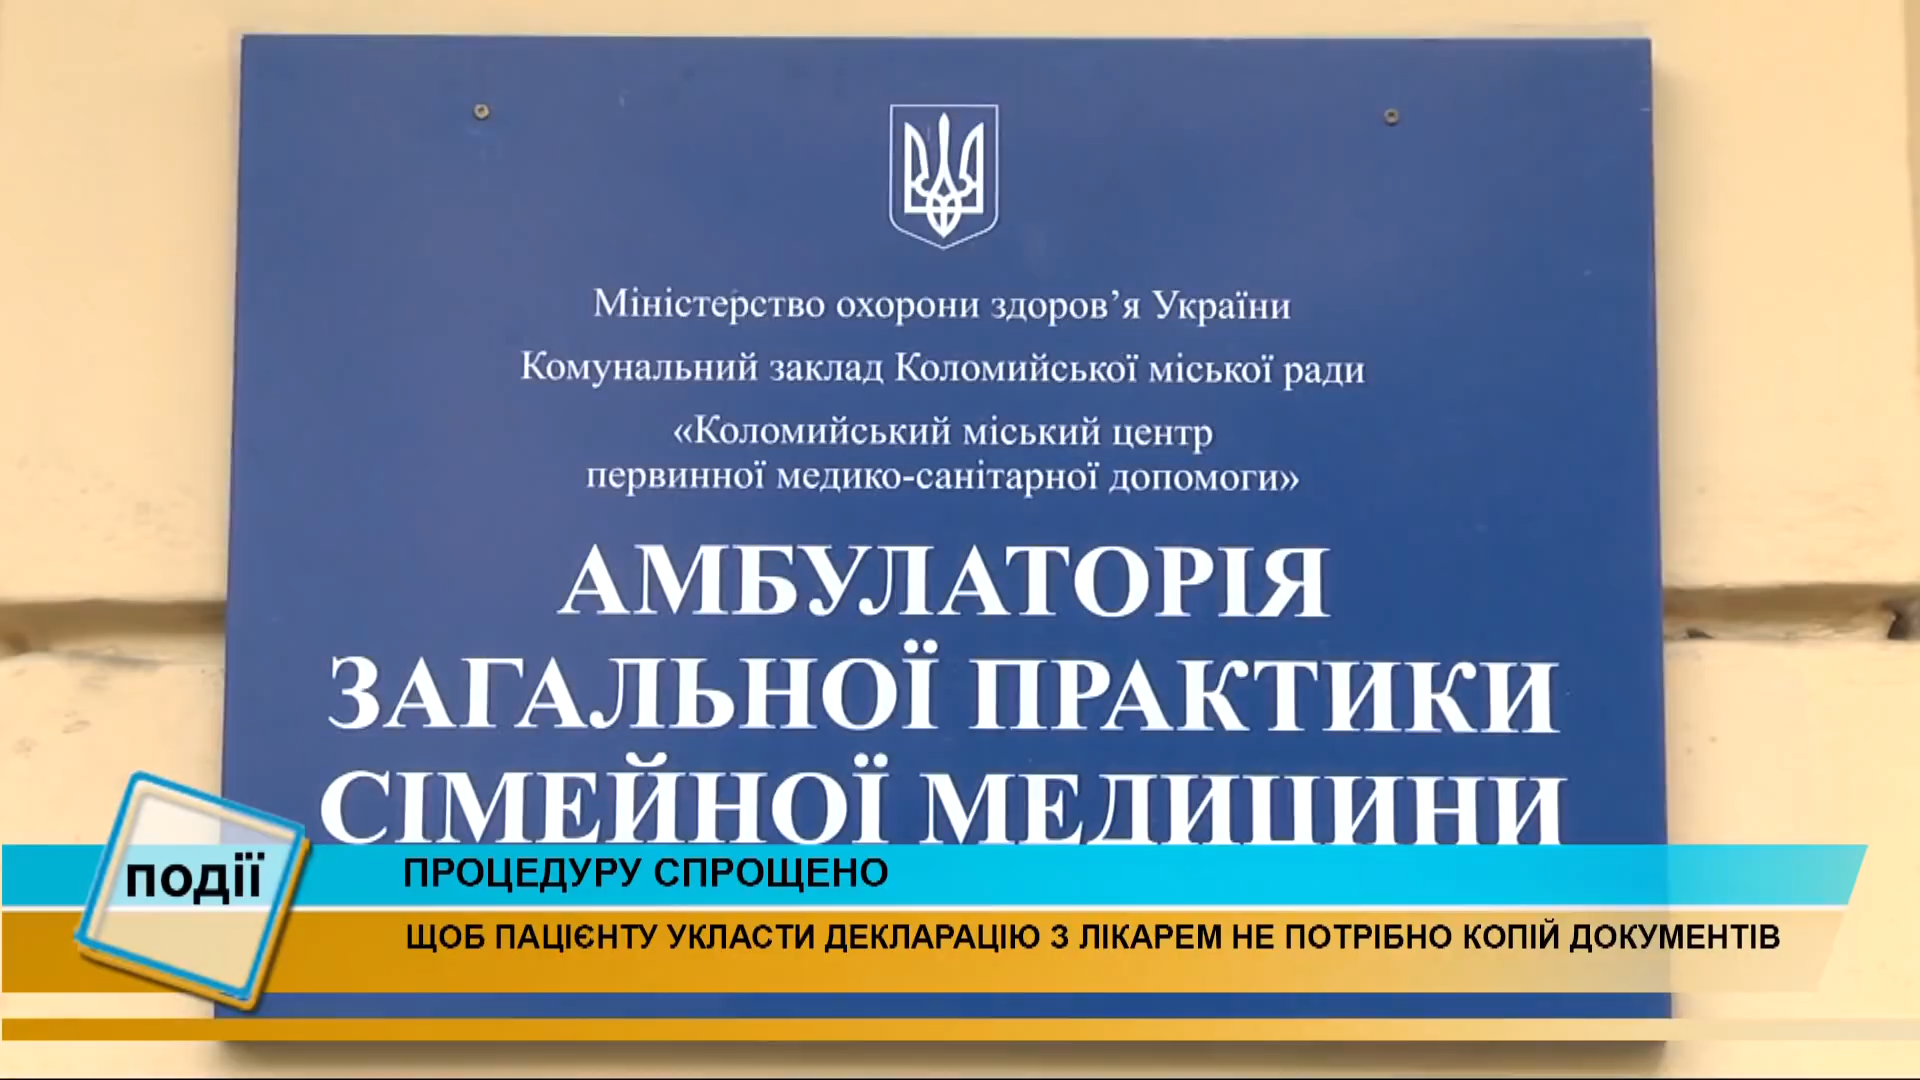 Міністерство охорони здоров’я України
Комунальний заклад Коломийської міської ради
«Коломийський міський центр
первинної медико-санітарної допомоги»
АМБУЛАТОРІЯ
ЗАГАЛЬНОЇ ПРАКТИКИ
СІМЕЙНОЇ МЕДИЦИНИ
події
ПРОЦЕДУРУ СПРОЩЕНО
ЩОБ ПАЦІЄНТУ УКЛАСТИ ДЕКЛАРАЦІЮ З ЛІКАРЕМ НЕ ПОТРІБНО КОПІЙ ДОКУМЕНТІВ